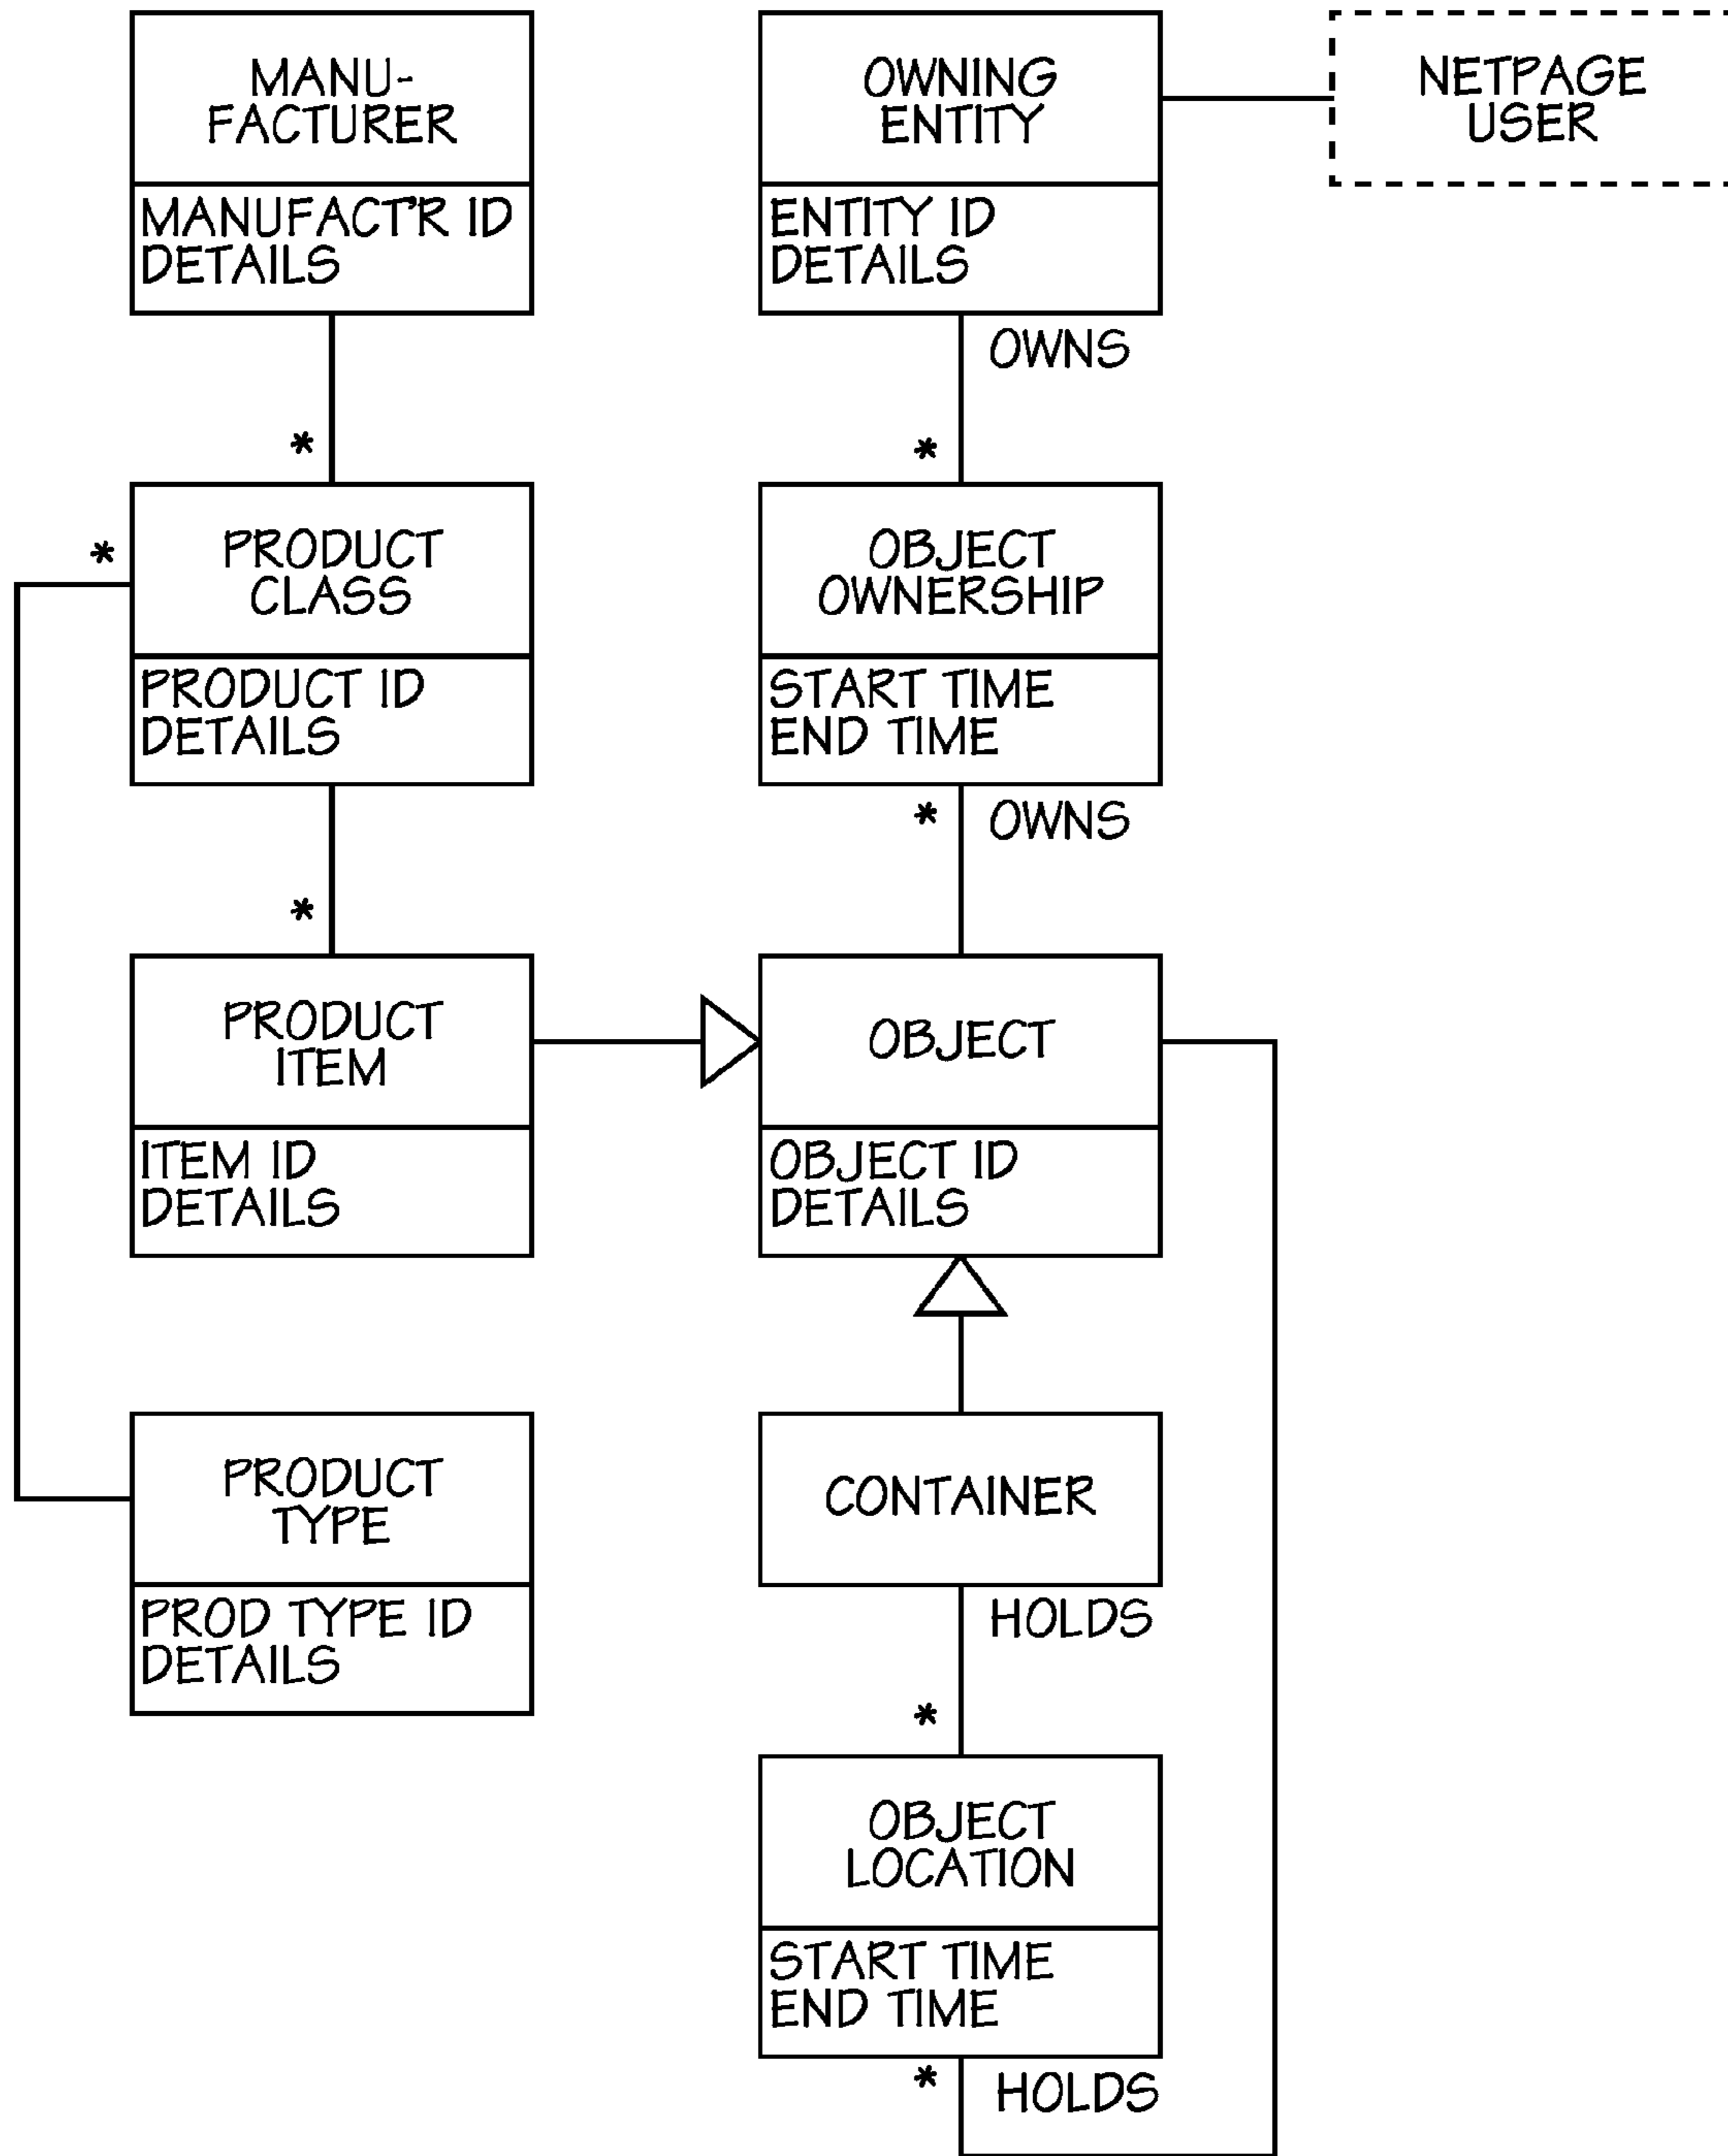 MANU-
FACTURER
MANUFACT'R ID
DETAILS
OWNING
ENTITY
ENTITY ID
DETAILS
NETPAGE
USER
OWNS
*
*
*
PRODUCT
CLASS
PRODUCT ID
DETAILS
OBJECT
OWNERSHIP
START TIME
END TIME
* OWNS
*
PRODUCT
ITEM
ITEM ID
DETAILS
OBJECT
OBJECT ID
DETAILS
PRODUCT
TYPE
PROD TYPE ID
DETAILS
CONTAINER
HOLDS
*
OBJECT
LOCATION
START TIME
END TIME
* HOLDS